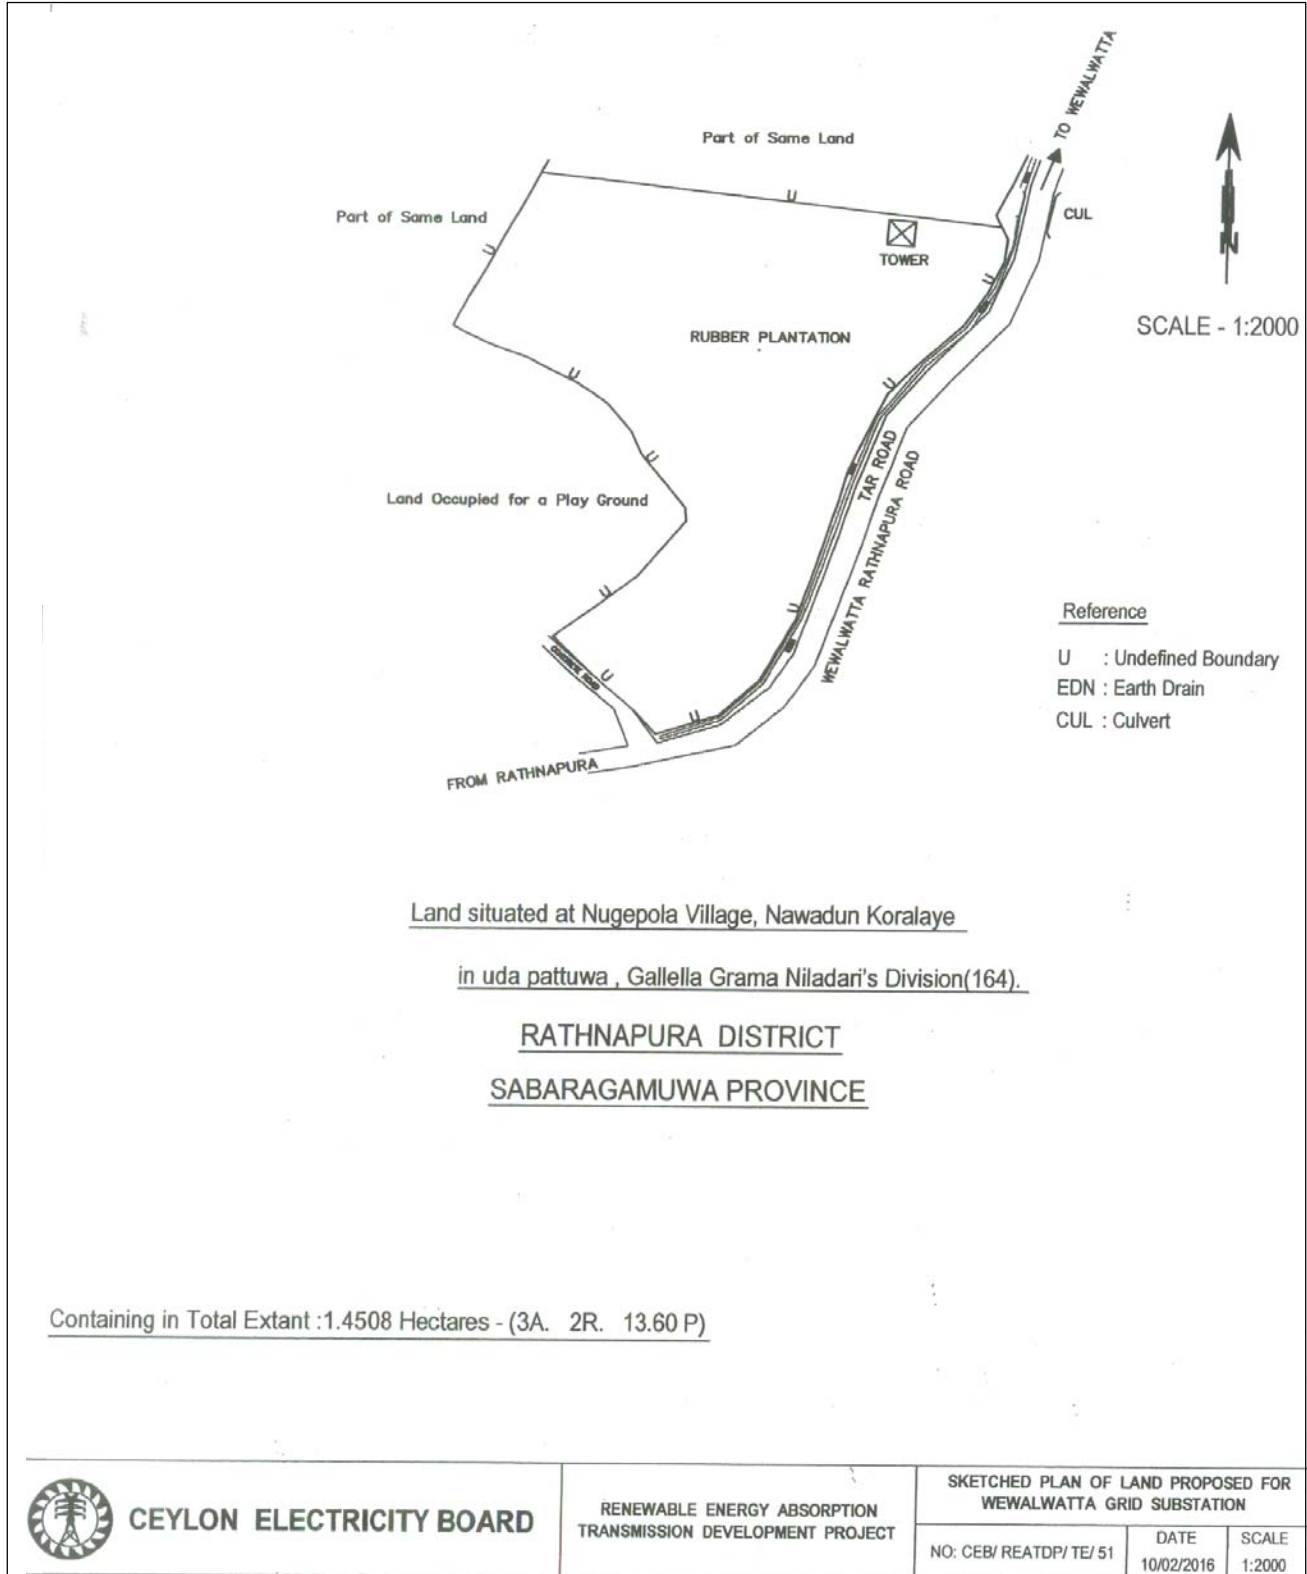 TO WEWALWATTA
Part of Same Land
U
Part of Same Land
CUL
U
TOWER
N
U
SCALE - 1:2000
RUBBER PLANTATION
U
U
U
TAR ROAD
Land Occupied for a Play Ground
WEWALWATTA RATHNAPURA ROAD
U
U
CONCRETE ROAD
U
U
FROM RATHNAPURA
Reference
U : Undefined Boundary
EDN : Earth Drain
CUL : Culvert
Land situated at Nugepola Village, Nawadun Koralaye
in uda pattuwa , Gallella Grama Niladari's Division(164).
RATHNAPURA DISTRICT
SABARAGAMUWA PROVINCE
Containing in Total Extant :1.4508 Hectares - (3A. 2R. 13.60 P)
CEYLON ELECTRICITY BOARD
RENEWABLE ENERGY ABSORPTION
TRANSMISSION DEVELOPMENT PROJECT
SKETCHED PLAN OF LAND PROPOSED FOR
WEWALWATTA GRID SUBSTATION
NO: CEB/ REATDP/ TE/ 51
DATE
10/02/2016
SCALE
1:2000